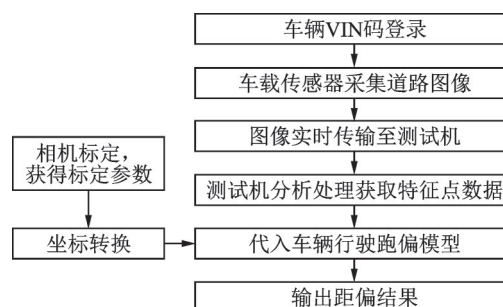 车辆VIN码登录
车载传感器采集道路图像
图像实时传输至测试机
相机标定，
获得标定参数
测试机分析处理获取特征点数据
坐标转换
代入车辆行驶跑偏模型
输出距偏结果